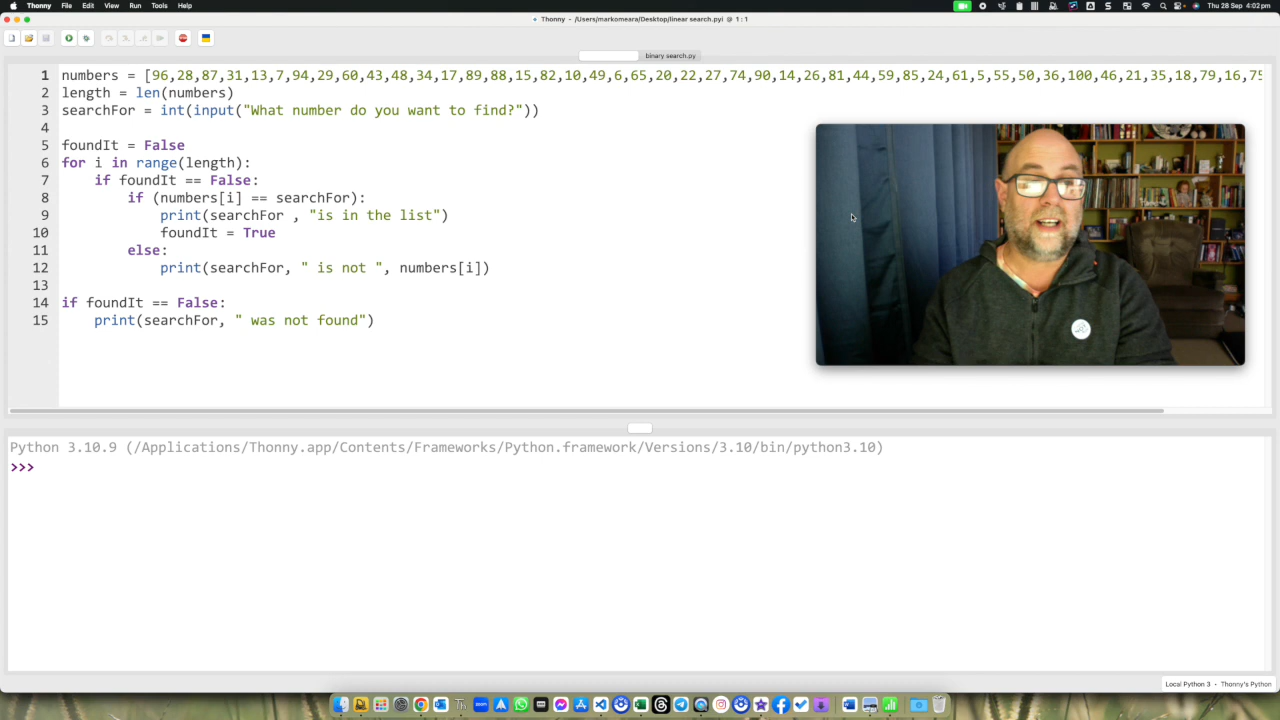 Thonny File Edit View Run Tools Help Thu 28 Sep 4:02 pm
Thonny - /Users/markomeara/Desktop/linear search.pyi @ 1 : 1
binary search.py
1 numbers = [96,28,87,31,13,7,94,29,60,43,48,34,17,89,88,15,82,10,49,6,65,20,22,27,74,90,14,26,81,44,59,85,24,61,5,55,50,36,100,46,21,35,18,79,16,75
2 length = len(numbers)
3 searchFor = int(input("What number do you want to find?"))
4
5 foundIt = False
6 for i in range(length):
7 if foundIt == False:
8 if (numbers[i] == searchFor):
9 print(searchFor , "is in the list")
10 foundIt = True
11 else:
12 print(searchFor, " is not ", numbers[i])
13
14 if foundIt == False:
15 print(searchFor, " was not found")
Python 3.10.9 (/Applications/Thonny.app/Contents/Frameworks/Python.framework/Versions/3.10/bin/python3.10)
>>>
Local Python 3 • Thonny's Python